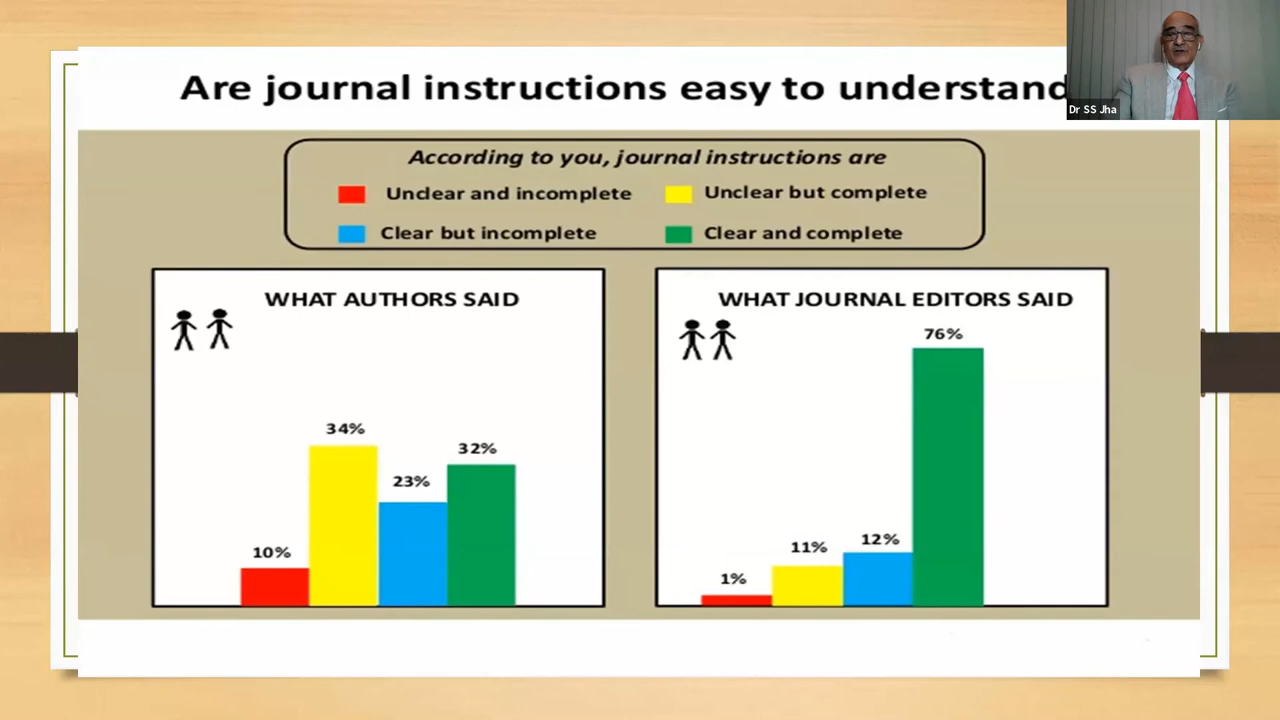 Are journal instructions easy to understand
Dr SS Jha
According to you, journal instructions are
Unclear and incomplete
Unclear but complete
Clear but incomplete
Clear and complete
WHAT AUTHORS SAID
10%
34%
23%
32%
WHAT JOURNAL EDITORS SAID
1%
11%
12%
76%